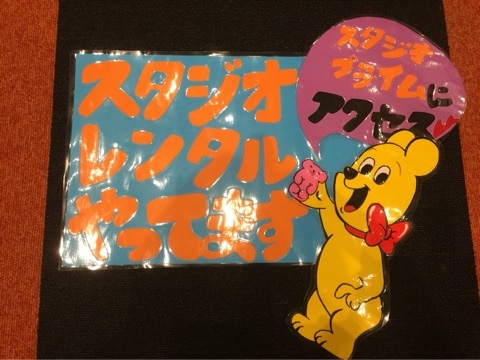 スタジオ
レンタル
やってます
スタジオ
プライムに
アクセス